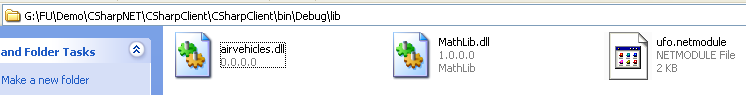 G:\FU\Demo\CSharpNET\CSharpClient\CSharpClient\bin\Debug\lib
and Folder Tasks
Make a new folder
airvehicles.dll
0.0.0.0
MathLib.dll
1.0.0.0
MathLib
ufo.netmodule
NETMODULE File
2 KB